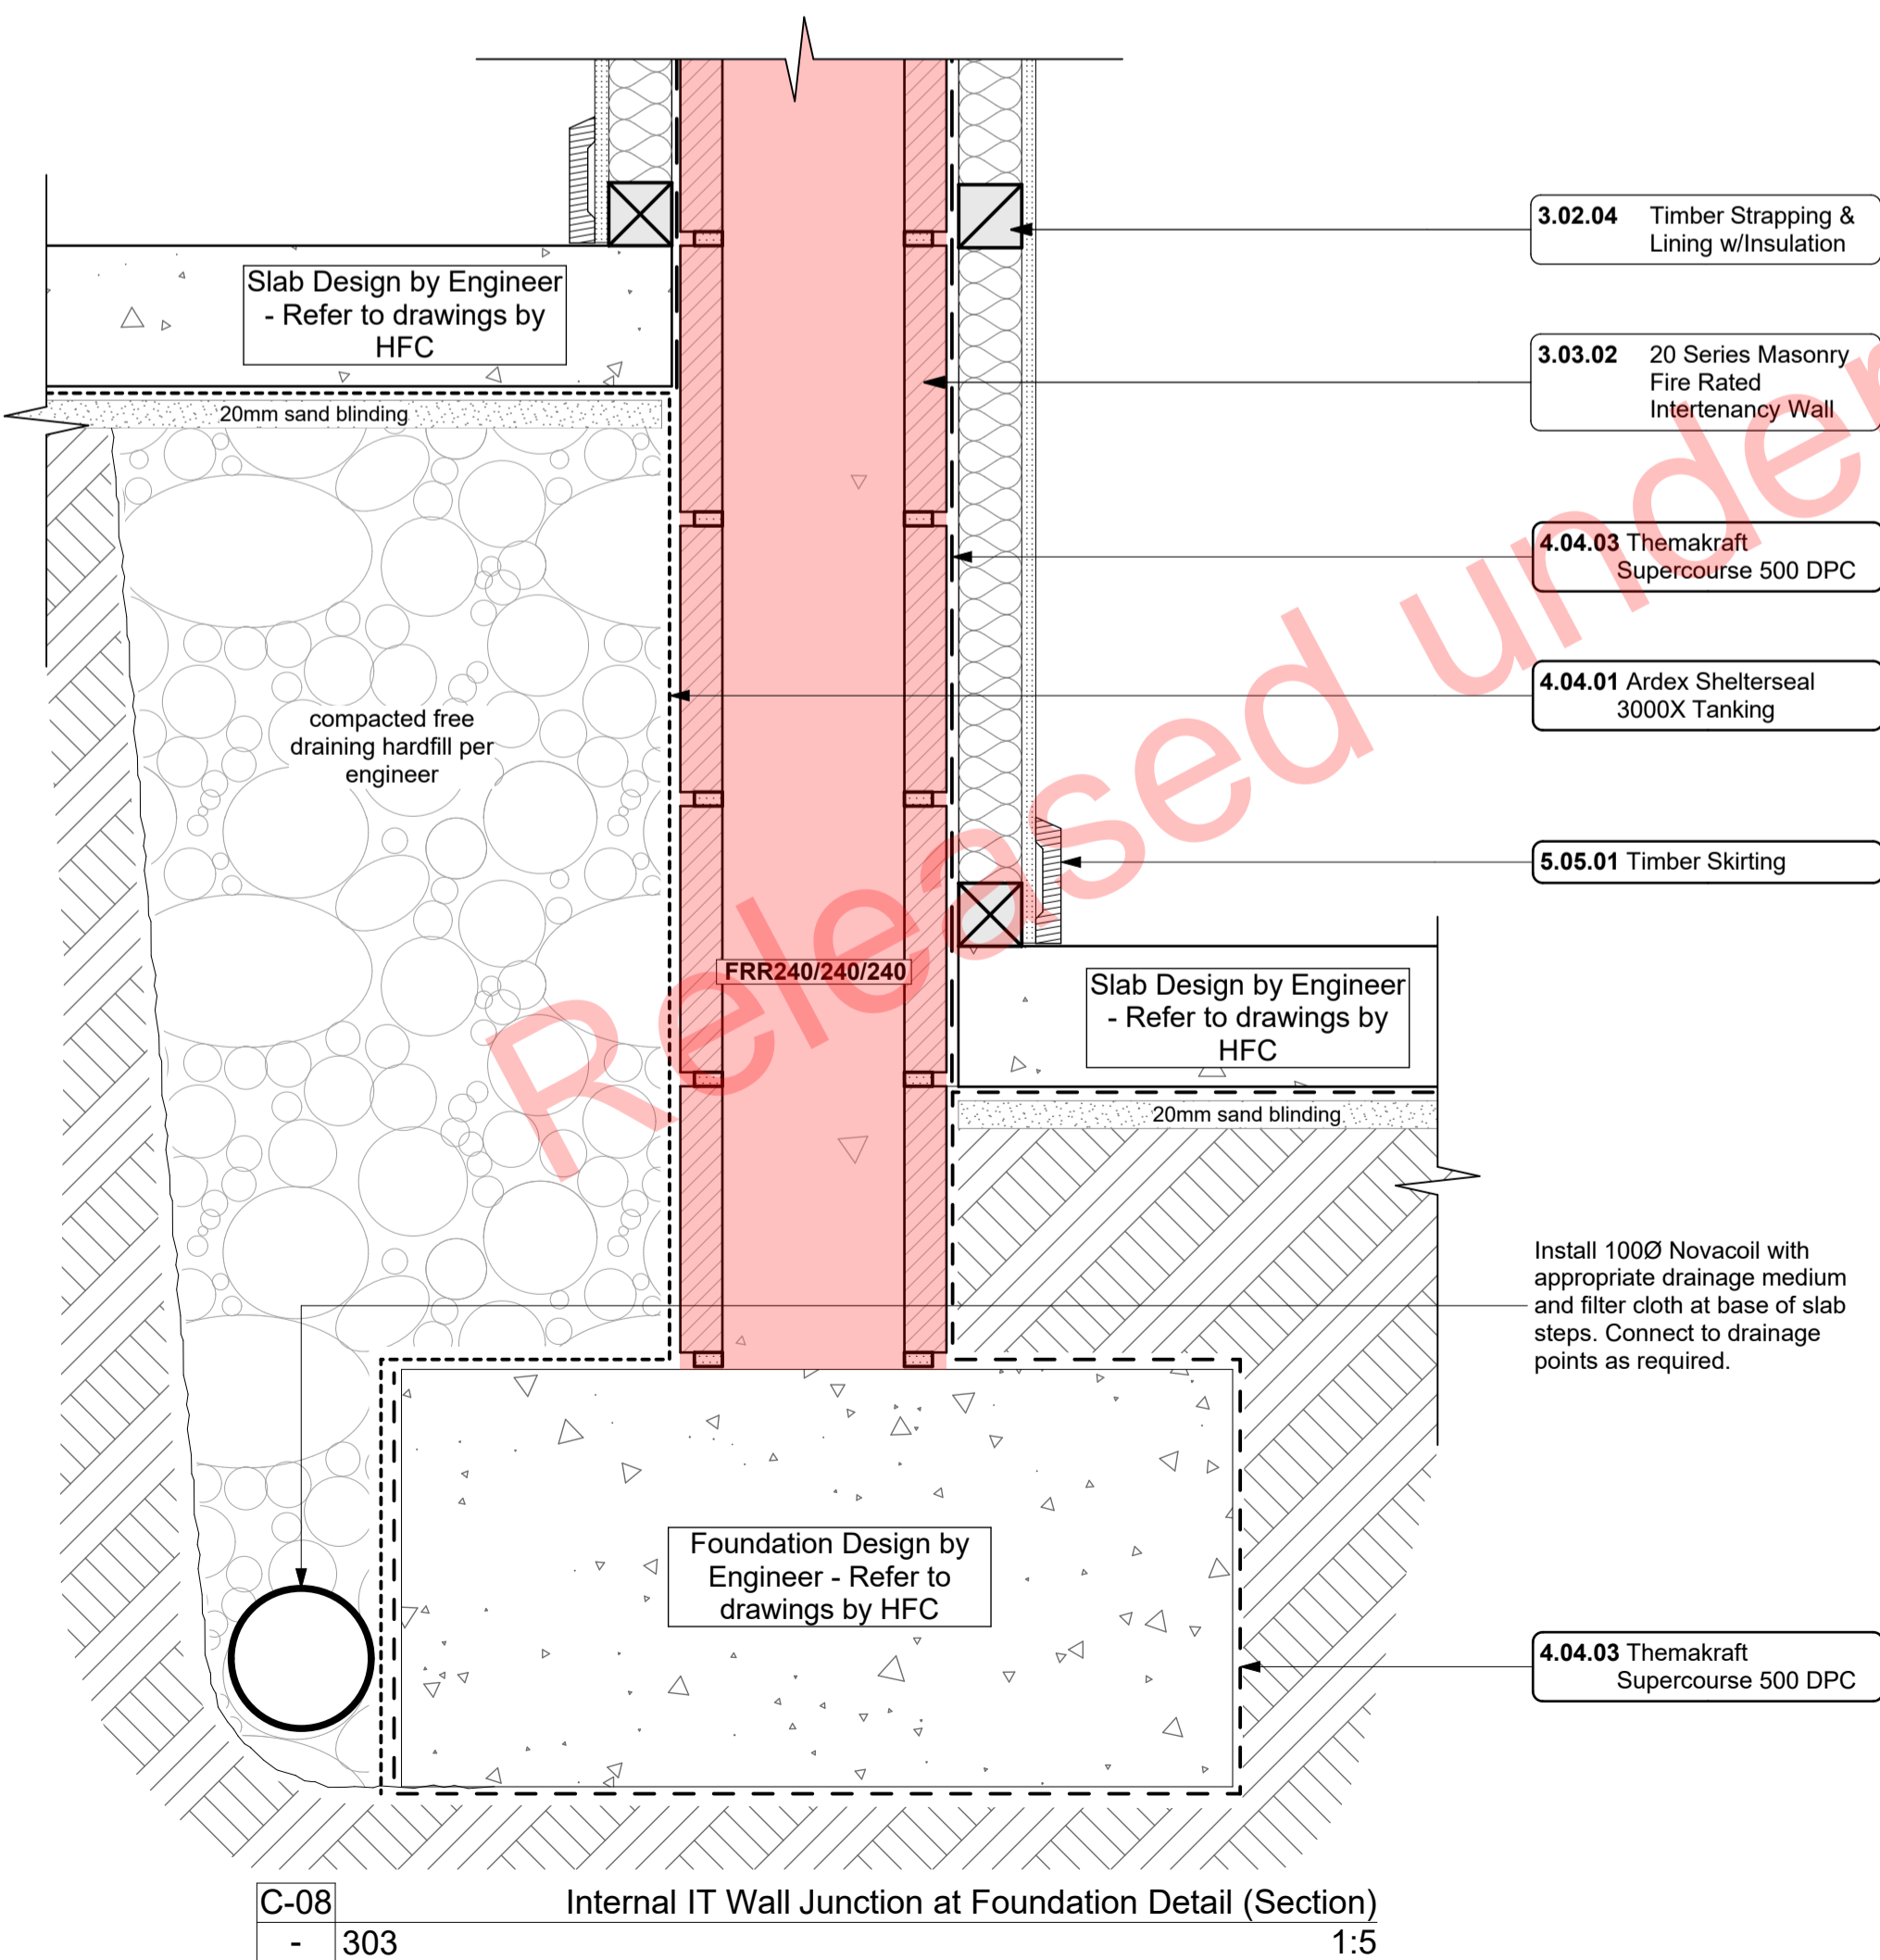 Slab Design by Engineer
- Refer to drawings by
HFC
20mm sand blinding
compacted free
draining hardfill per
engineer
FRR240/240/240
Slab Design by Engineer
- Refer to drawings by
HFC
20mm sand blinding
Foundation Design by
Engineer - Refer to
drawings by HFC
3.02.04 Timber Strapping &
Lining w/Insulation
3.03.02 20 Series Masonry
Fire Rated
Intertenancy Wall
4.04.03 Themakraft
Supercourse 500 DPC
4.04.01 Ardex Shelterseal
3000X Tanking
5.05.01 Timber Skirting
Install 100Ø Novacoil with
appropriate drainage medium
and filter cloth at base of slab
steps. Connect to drainage
points as required.
4.04.03 Themakraft
Supercourse 500 DPC
Released under
C-08 Internal IT Wall Junction at Foundation Detail (Section)
- 303 1:5